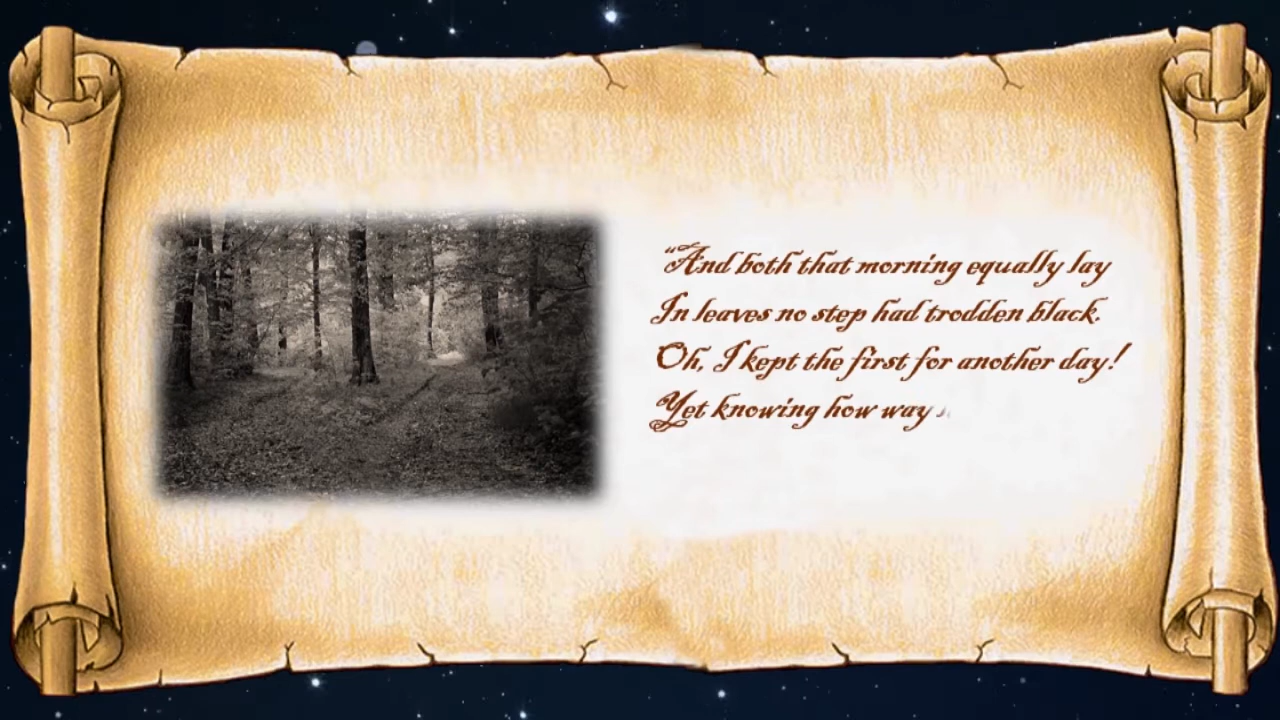 “And both that morning equally lay
In leaves no step had trodden black.
Oh, I kept the first for another day!
Yet knowing how way